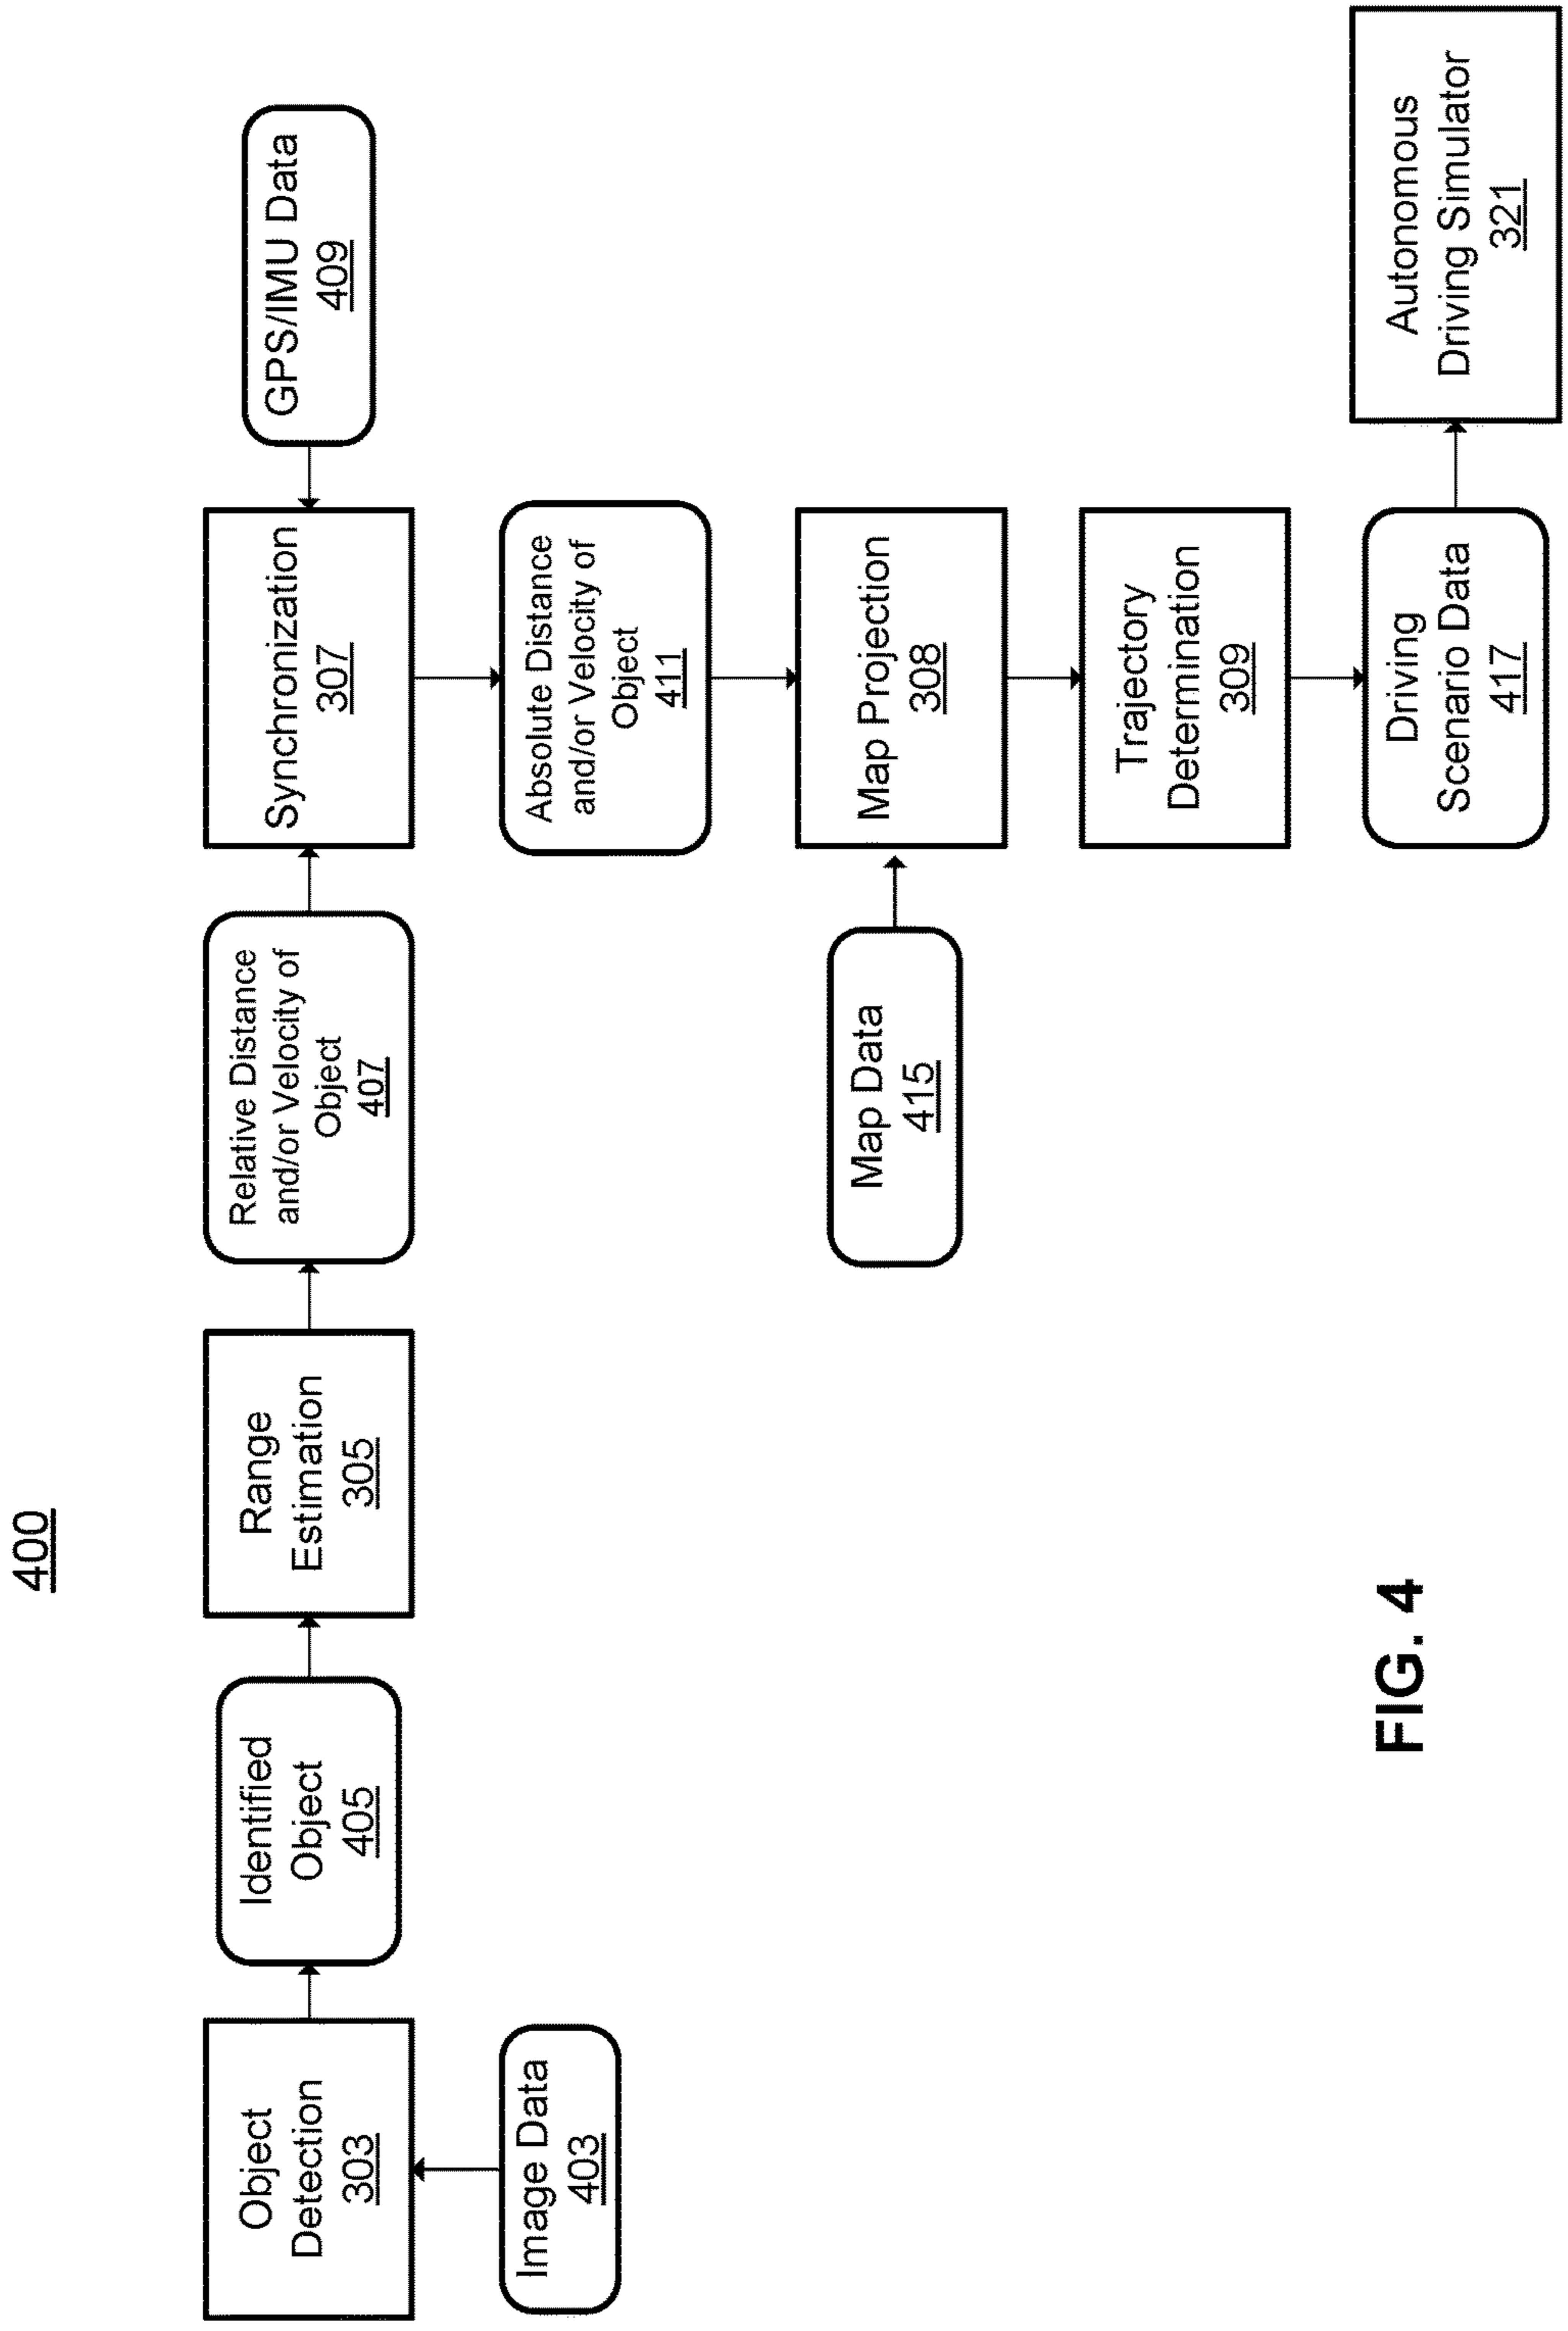 400
Object
Detection
303
Image Data
403
Identified
Object
405
Range
Estimation
305
Relative Distance
and/or Velocity of
Object
407
Synchronization
307
GPS/IMU Data
409
Absolute Distance
and/or Velocity of
Object
411
Map Data
415
Map Projection
308
Trajectory
Determination
309
Driving
Scenario Data
417
Autonomous
Driving Simulator
321
FIG. 4